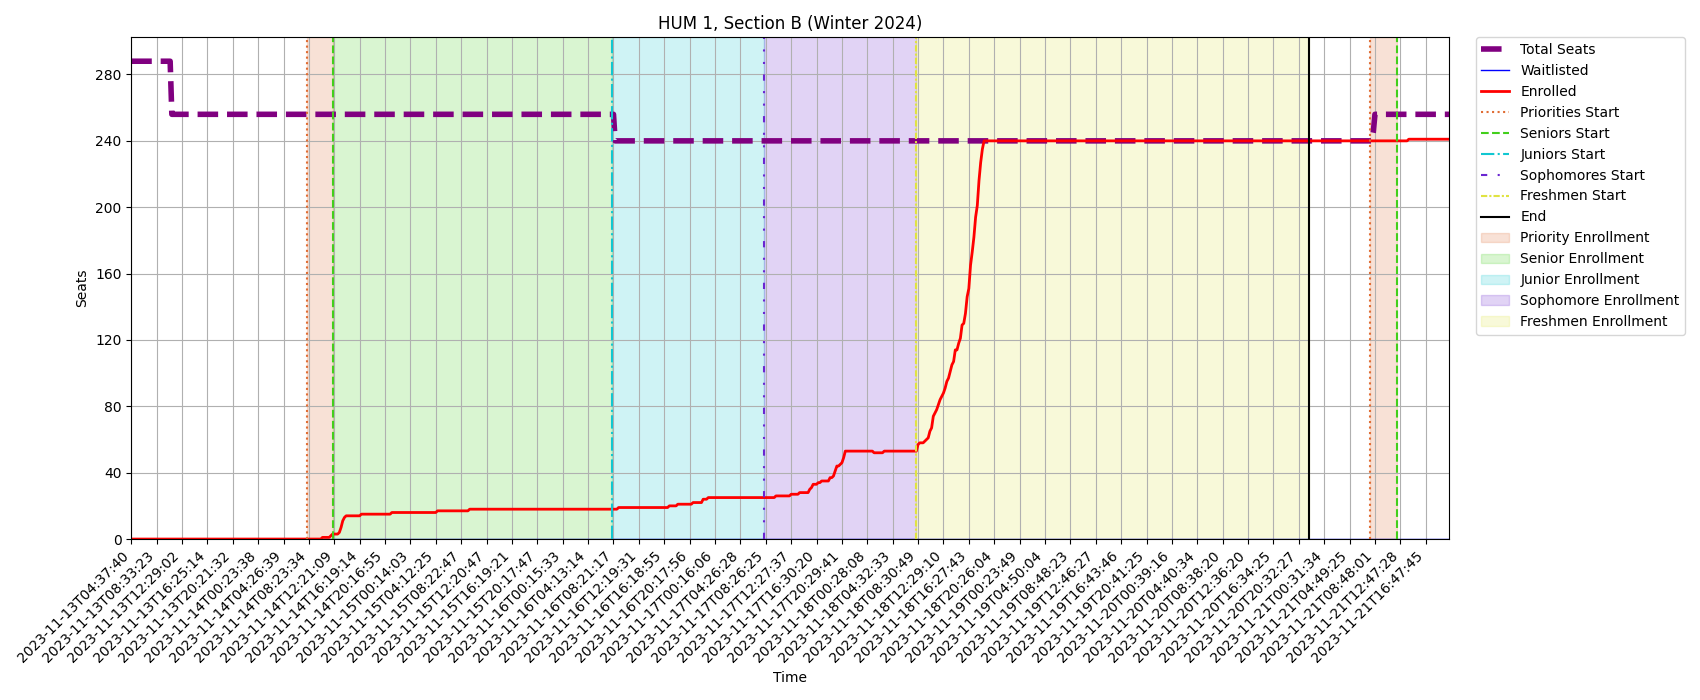 HUM 1, Section B (Winter 2024)
Seats
280
240
200
160
120
80
40
0
2023-11-13T04:37:40
2023-11-13T08:33:23
2023-11-13T12:29:02
2023-11-13T16:25:14
2023-11-13T20:21:32
2023-11-14T00:23:38
2023-11-14T04:26:39
2023-11-14T08:23:34
2023-11-14T12:21:09
2023-11-14T16:19:14
2023-11-14T20:16:55
2023-11-15T00:14:03
2023-11-15T04:12:25
2023-11-15T08:22:47
2023-11-15T12:20:47
2023-11-15T16:19:21
2023-11-15T20:17:47
2023-11-16T00:15:33
2023-11-16T04:13:14
2023-11-16T08:21:17
2023-11-16T12:19:31
2023-11-16T16:18:55
2023-11-16T20:17:56
2023-11-17T00:16:06
2023-11-17T04:26:28
2023-11-17T08:26:25
2023-11-17T12:27:37
2023-11-17T16:30:20
2023-11-17T20:29:41
2023-11-18T00:28:08
2023-11-18T04:32:33
2023-11-18T08:30:49
2023-11-18T12:29:10
2023-11-18T16:27:43
2023-11-18T20:26:04
2023-11-19T00:23:49
2023-11-19T04:50:04
2023-11-19T08:48:23
2023-11-19T12:46:27
2023-11-19T16:43:46
2023-11-19T20:41:25
2023-11-20T00:39:16
2023-11-20T04:40:34
2023-11-20T08:38:20
2023-11-20T12:36:20
2023-11-20T16:34:25
2023-11-20T20:32:27
2023-11-21T00:31:34
2023-11-21T04:49:25
2023-11-21T08:48:01
2023-11-21T12:47:28
2023-11-21T16:47:45
Time
Total Seats
Waitlisted
Enrolled
Priorities Start
Seniors Start
Juniors Start
Sophomores Start
Freshmen Start
End
Priority Enrollment
Senior Enrollment
Junior Enrollment
Sophomore Enrollment
Freshmen Enrollment